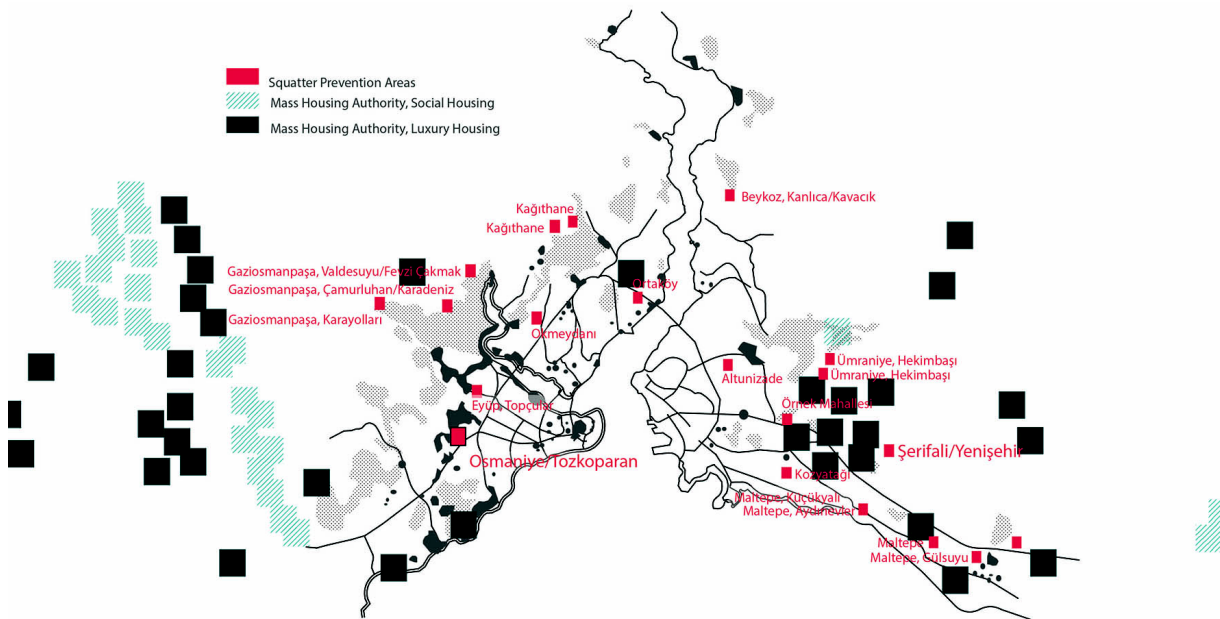 Squatter Prevention Areas
Mass Housing Authority, Social Housing
Mass Housing Authority, Luxury Housing
Beykoz, Kanlıca/Kavacık
Kağıthane
Kağıthane
Gaziosmanpaşa, Valdesuyu/Fevzi Çakmak
Gaziosmanpaşa, Çamurluhan/Karadeniz
Ortaköy
Gaziosmanpaşa, Karayolları
Okmeydanı
Ümraniye, Hekimbaşı
Altunizade
Ümraniye, Hekimbaşı
Eyüp, Topçular
Örnek Mahallesi
Şerifali/Yenişehir
Osmaniye/Tozkoparan
Kozyatağı
Maltepe, Küçükyalı
Maltepe, Aydınevler
Maltepe
Maltepe, Gülsuyu